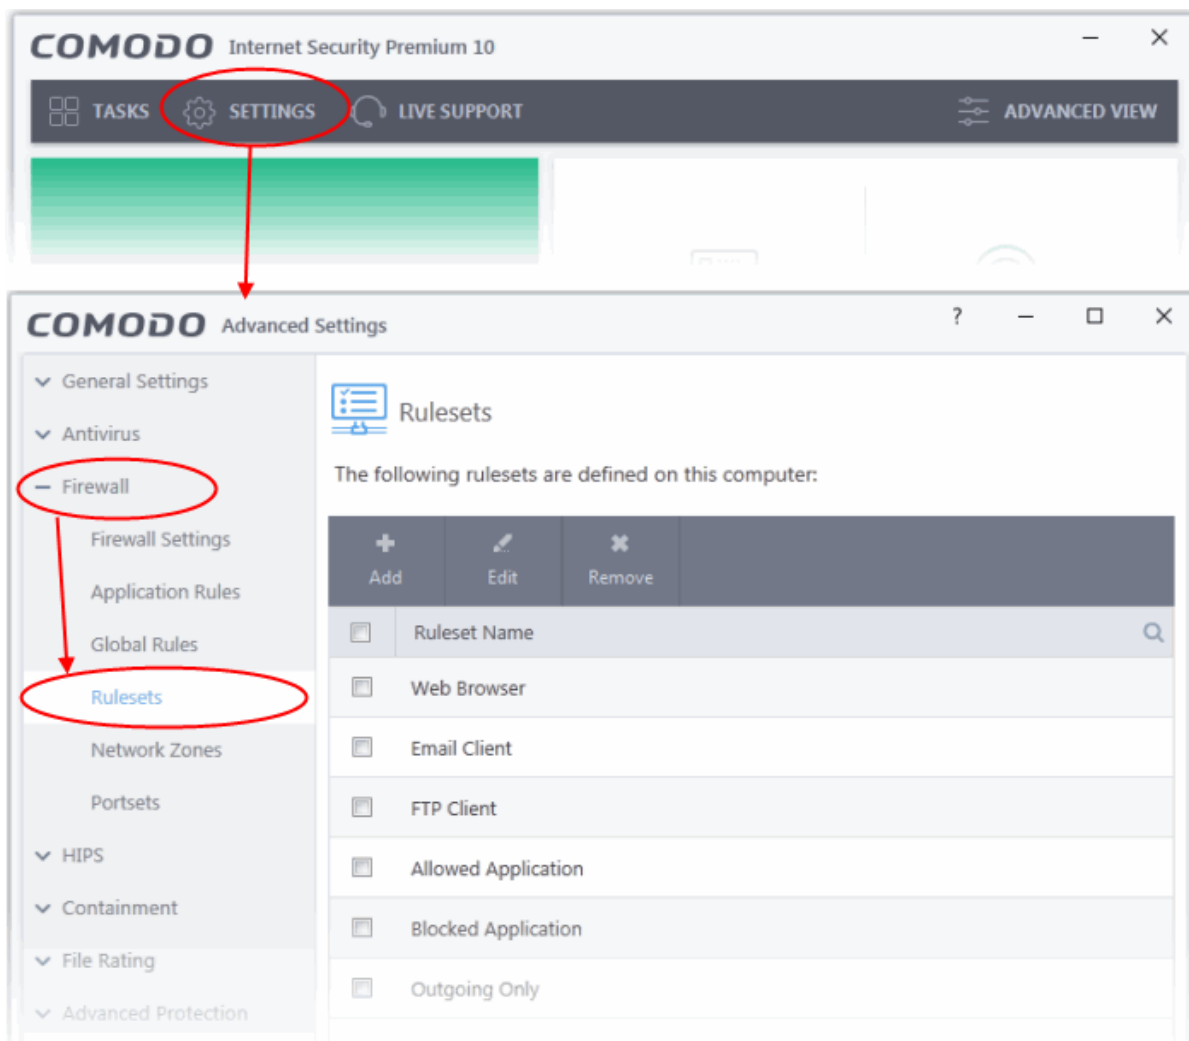 COMODO Internet Security Premium 10
TASKS SETTINGS LIVE SUPPORT ADVANCED VIEW
COMODO Advanced Settings ?
General Settings
Antivirus
Firewall
Firewall Settings
Application Rules
Global Rules
Rulesets
Network Zones
Portsets
HIPS
Containment
File Rating
Advanced Protection
Rulesets
The following rulesets are defined on this computer:
Add Edit Remove
Ruleset Name
Web Browser
Email Client
FTP Client
Allowed Application
Blocked Application
Outgoing Only